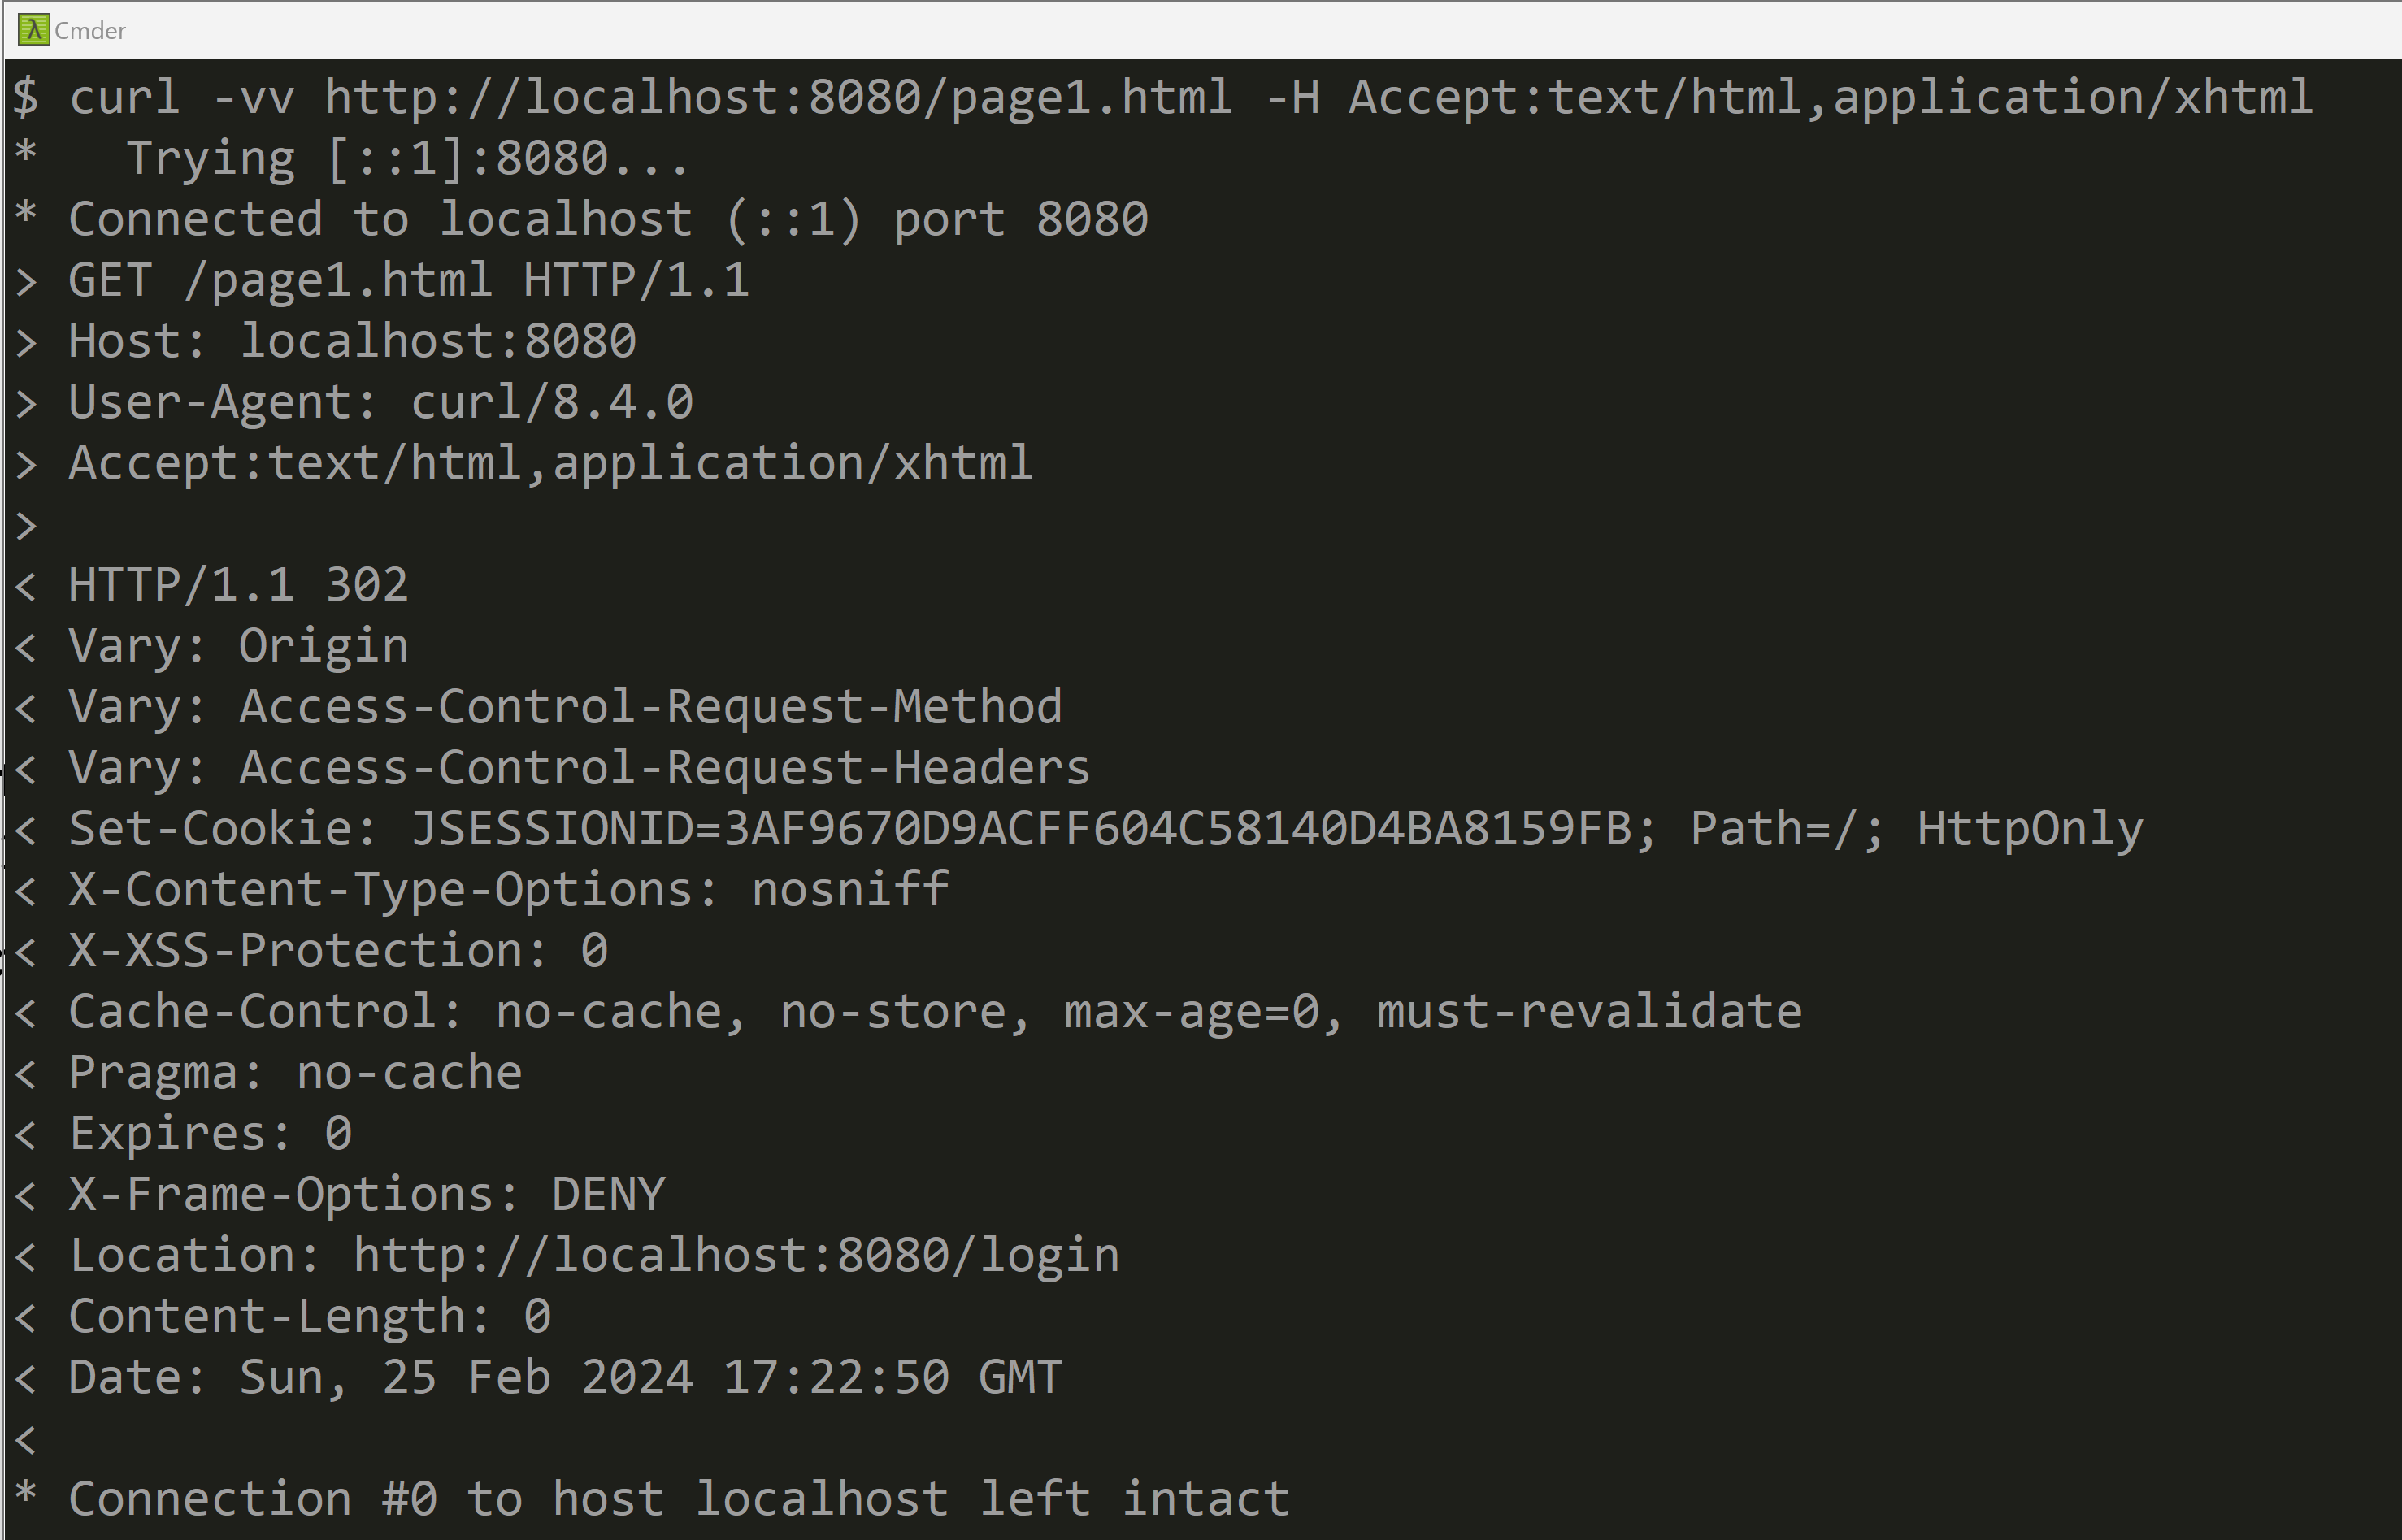 Cmder
$ curl -vv http://localhost:8080/page1.html -H Accept:text/html,application/xhtml
*   Trying [::1]:8080...
* Connected to localhost (::1) port 8080
> GET /page1.html HTTP/1.1
> Host: localhost:8080
> User-Agent: curl/8.4.0
> Accept:text/html,application/xhtml
>
< HTTP/1.1 302
< Vary: Origin
< Vary: Access-Control-Request-Method
< Vary: Access-Control-Request-Headers
< Set-Cookie: JSESSIONID=3AF9670D9ACFF604C58140D4BA8159FB; Path=/; HttpOnly
< X-Content-Type-Options: nosniff
< X-XSS-Protection: 0
< Cache-Control: no-cache, no-store, max-age=0, must-revalidate
< Pragma: no-cache
< Expires: 0
< X-Frame-Options: DENY
< Location: http://localhost:8080/login
< Content-Length: 0
< Date: Sun, 25 Feb 2024 17:22:50 GMT
<
* Connection #0 to host localhost left intact